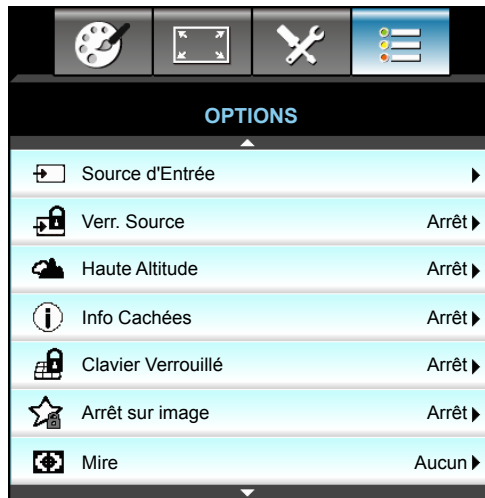 OPTIONS
Source d'Entrée
Verr. Source Arrêt
Haute Altitude Arrêt
Info Cachées Arrêt
Clavier Verrouillé Arrêt
Arrêt sur image Arrêt
Mire Aucun